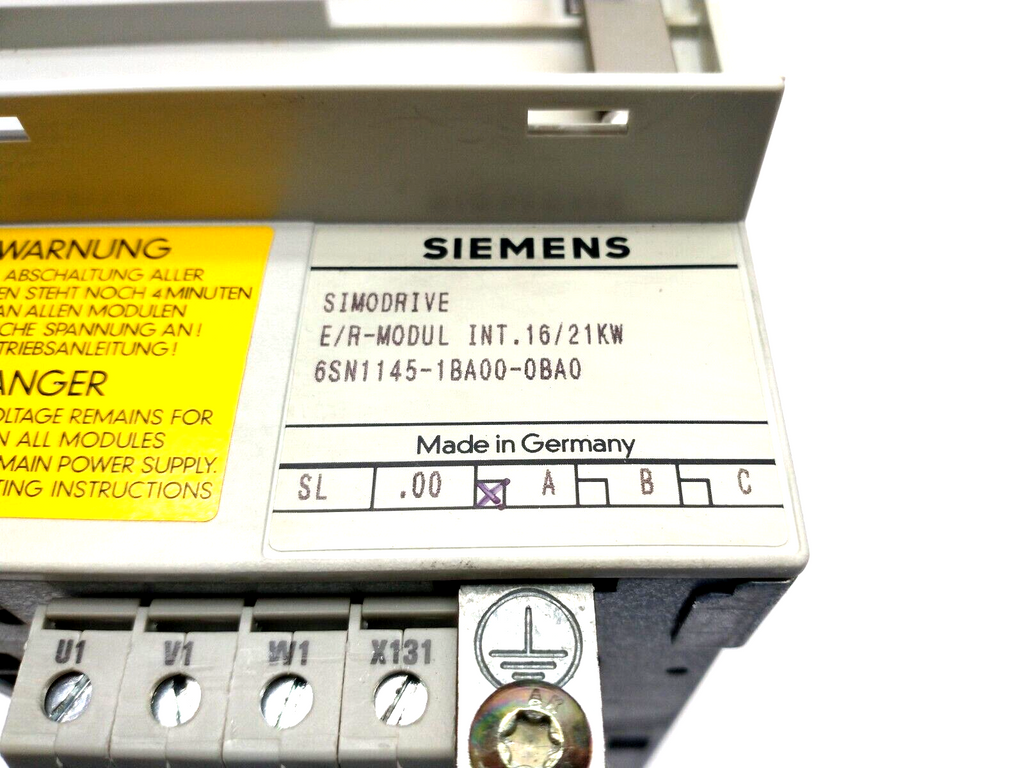 WARNUNG
ABSCHALTUNG ALLER
EN STEHT NOCH 4 MINUTEN
AN ALLEN MODULEN
CHE SPANNUNG AN!
TRIEBSANLEITUNG!
ANGER
OLTAGE REMAINS FOR
N ALL MODULES
MAIN POWER SUPPLY.
TING INSTRUCTIONS
SIEMENS
SIMODRIVE
E/R-MODUL INT.16/21KW
6SN1145-1BA00-0BA0
Made in Germany
SL .00 A B C
U1 V1 W1 X131